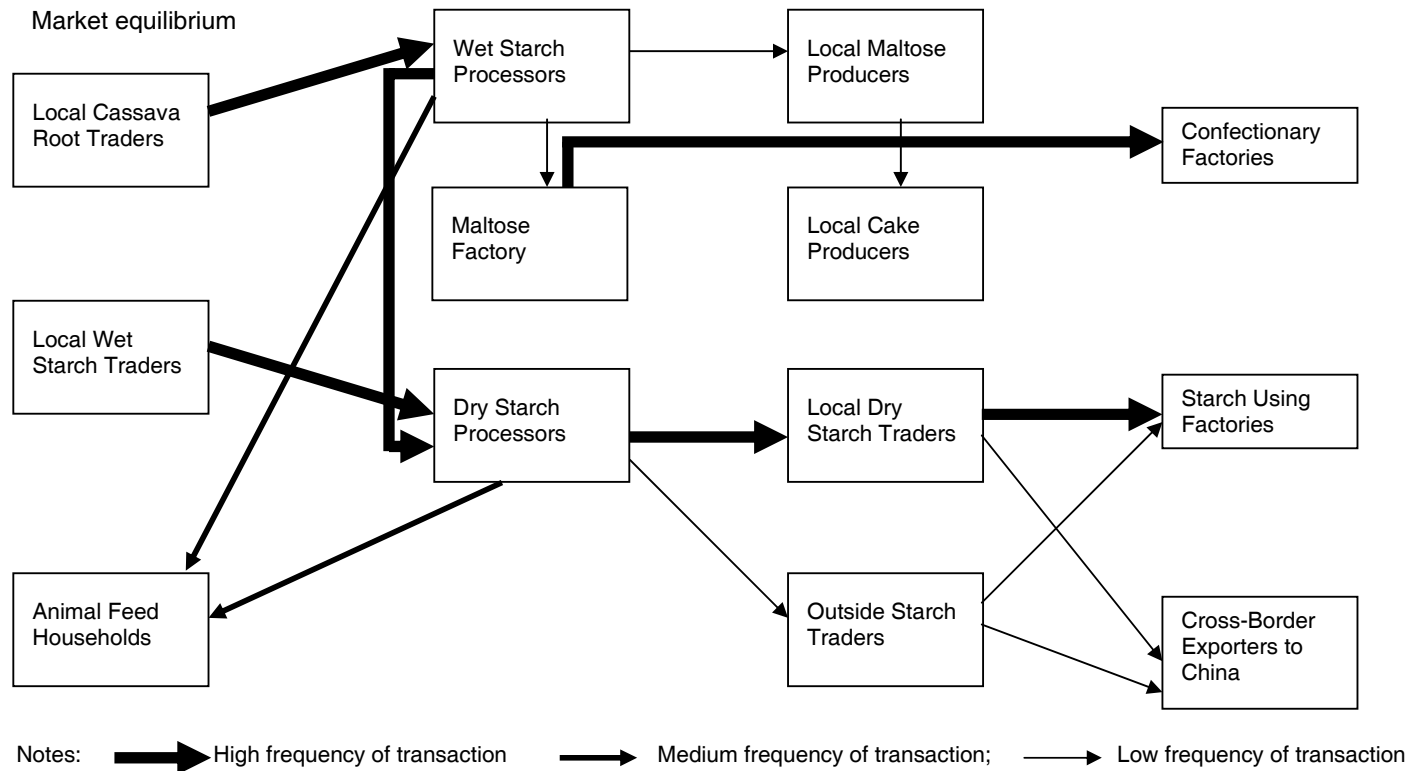 Market equilibrium
Wet Starch
Processors
Local Maltose
Producers
Local Cassava
Root Traders
Confectionary
Factories
Maltose
Factory
Local Cake
Producers
Local Wet
Starch Traders
Dry Starch
Processors
Local Dry
Starch Traders
Starch Using
Factories
Animal Feed
Households
Outside Starch
Traders
Cross-Border
Exporters to
China
Notes: High frequency of transaction Medium frequency of transaction; Low frequency of transaction